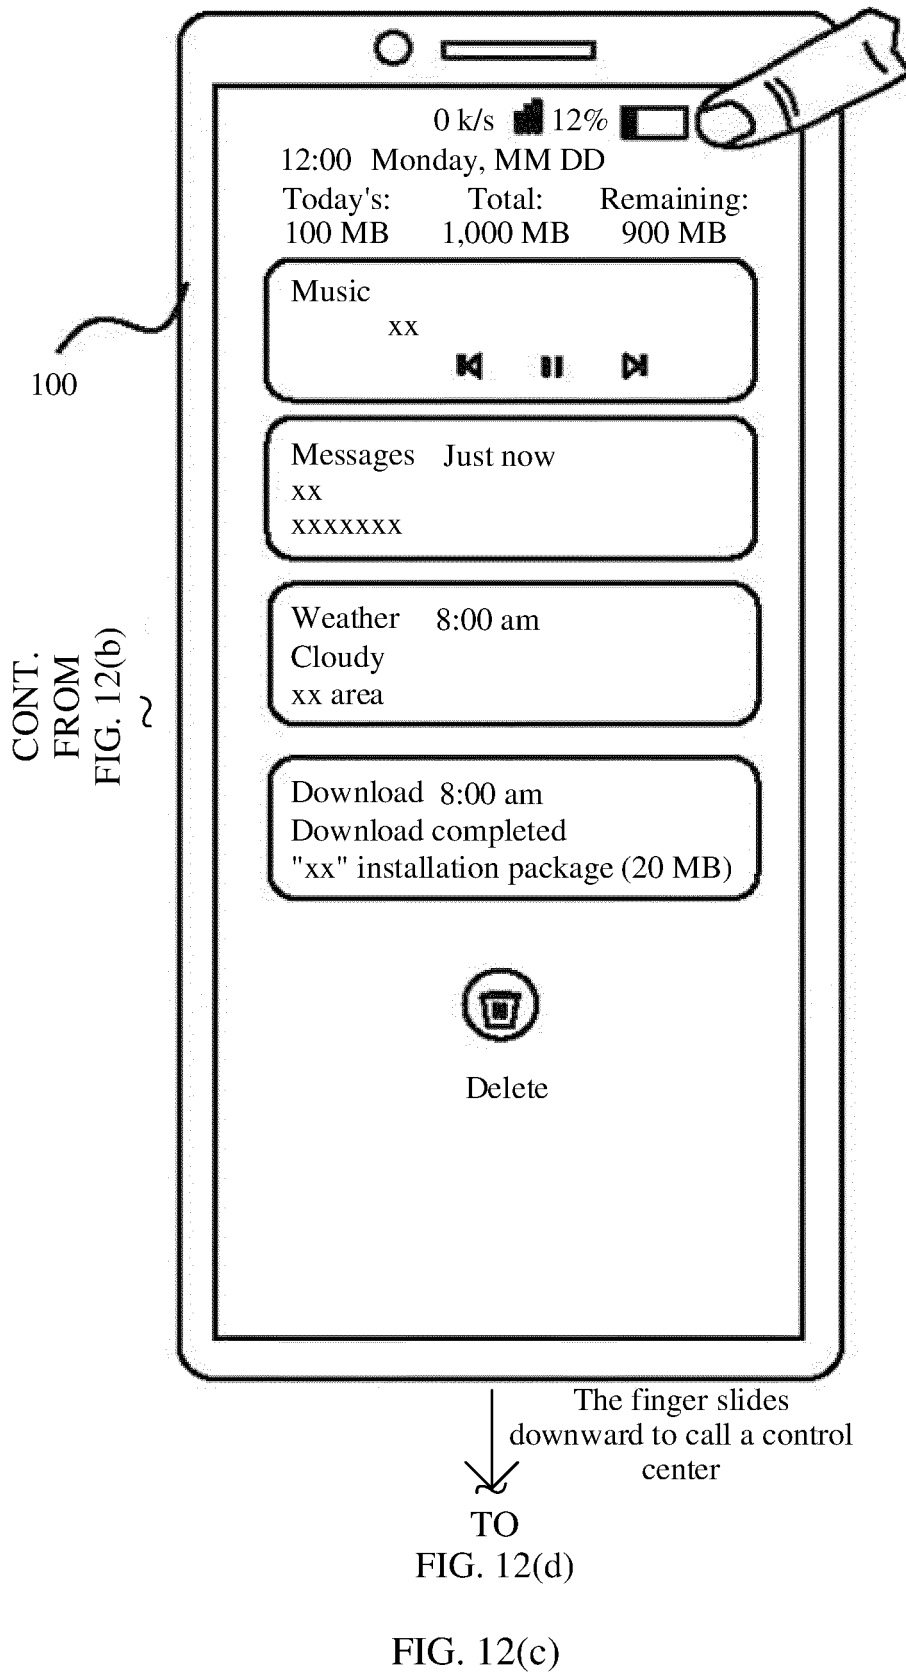 0 k/s 12%
12:00 Monday, MM DD
Today's: Total: Remaining:
100 MB 1,000 MB 900 MB
Music
xx
100
Messages Just now
xx
xxxxxxx
Weather 8:00 am
Cloudy
xx area
CONT.
FROM
FIG. 12(b)
Download 8:00 am
Download completed
"xx" installation package (20 MB)
Delete
The finger slides
downward to call a control
center
TO
FIG. 12(d)
FIG. 12(c)